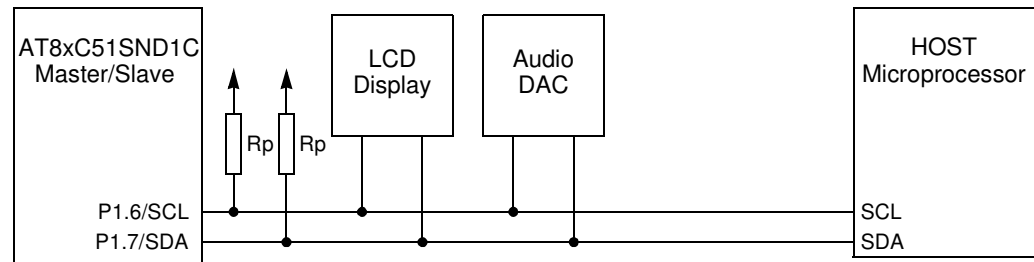 AT8xC51SND1C
Master/Slave
LCD
Display
Audio
DAC
HOST
Microprocessor
Rp
Rp
P1.6/SCL
P1.7/SDA
SCL
SDA